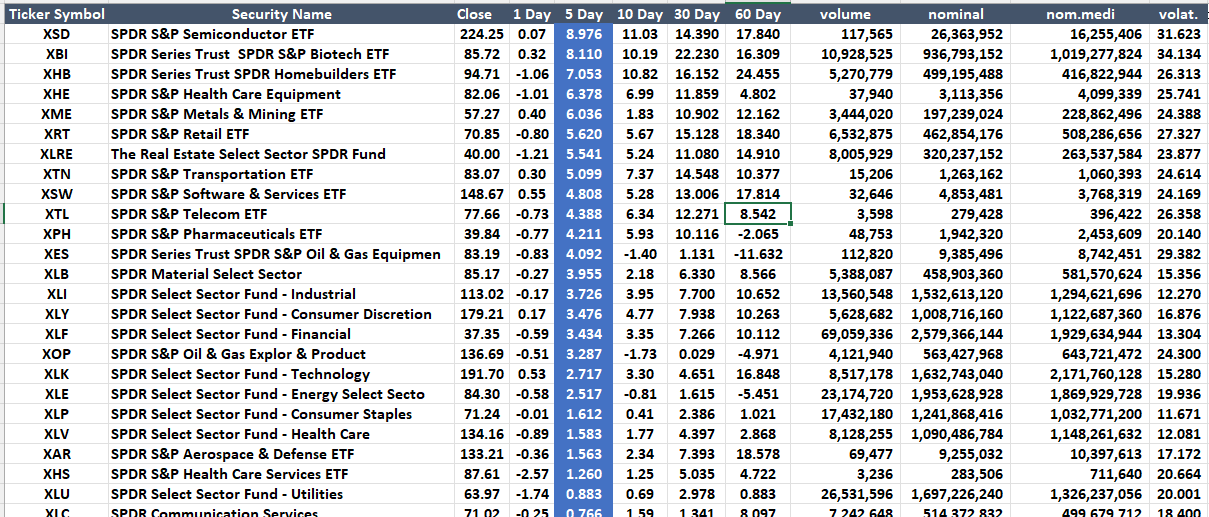 Ticker Symbol Security Name Close 1 Day 5 Day 10 Day 30 Day 60 Day volume nominal nom.medi volat.
XSD SPDR S&P Semiconductor ETF 224.25 0.07 8.976 11.03 14.390 17.840 117,565 26,363,952 16,255,406 31.623
XBI SPDR Series Trust SPDR S&P Biotech ETF 85.72 0.32 8.110 10.19 22.230 16.309 10,928,525 936,793,152 1,019,277,824 34.134
XHB SPDR Series Trust SPDR Homebuilders ETF 94.71 -1.06 7.053 10.82 16.152 24.455 5,270,779 499,195,488 416,822,944 26.313
XHE SPDR S&P Health Care Equipment 82.06 -1.01 6.378 6.99 11.859 4.802 37,940 3,113,356 4,099,339 25.741
XME SPDR S&P Metals & Mining ETF 57.27 0.40 6.036 1.83 10.902 12.162 3,444,020 197,239,024 228,862,496 24.388
XRT SPDR S&P Retail ETF 70.85 -0.80 5.620 5.67 15.128 18.340 6,532,875 462,854,176 508,286,656 27.327
XLRE The Real Estate Select Sector SPDR Fund 40.00 -1.21 5.541 5.24 11.080 14.910 8,005,929 320,237,152 263,537,584 23.877
XTN SPDR S&P Transportation ETF 83.07 0.30 5.099 7.37 14.548 10.377 15,206 1,263,162 1,060,393 24.614
XSW SPDR S&P Software & Services ETF 148.67 0.55 4.808 5.28 13.006 17.814 32,646 4,853,481 3,768,319 24.169
XTL SPDR S&P Telecom ETF 77.66 -0.73 4.388 6.34 12.271 8.542 3,598 279,428 396,422 26.358
XPH SPDR S&P Pharmaceuticals ETF 39.84 -0.77 4.211 5.93 10.116 -2.065 48,753 1,942,320 2,453,609 20.140
XES SPDR Series Trust SPDR S&P Oil & Gas Equipmen 83.19 -0.83 4.092 -1.40 1.131 -11.632 112,820 9,385,496 8,742,451 29.382
XLB SPDR Material Select Sector 85.17 -0.27 3.955 2.18 6.330 8.566 5,388,087 458,903,360 581,570,624 15.356
XLI SPDR Select Sector Fund - Industrial 113.02 -0.17 3.726 3.95 7.700 10.652 13,560,548 1,532,613,120 1,294,621,696 12.270
XLY SPDR Select Sector Fund - Consumer Discretion 179.21 0.17 3.476 4.77 7.938 10.263 5,628,682 1,008,716,160 1,122,687,360 16.876
XLF SPDR Select Sector Fund - Financial 37.35 -0.59 3.434 3.35 7.266 10.112 69,059,336 2,579,366,144 1,929,634,944 13.304
XOP SPDR S&P Oil & Gas Explor & Product 136.69 -0.51 3.287 -1.73 0.029 -4.971 4,121,940 563,427,968 643,721,472 24.300
XLK SPDR Select Sector Fund - Technology 191.70 0.53 2.717 3.30 4.651 16.848 8,517,178 1,632,743,040 2,171,760,128 15.280
XLE SPDR Select Sector Fund - Energy Select Secto 84.30 -0.58 2.517 -0.81 1.615 -5.451 23,174,720 1,953,628,928 1,869,929,728 19.936
XLP SPDR Select Sector Fund - Consumer Staples 71.24 -0.01 1.612 0.41 2.386 1.021 17,432,180 1,241,868,416 1,032,771,200 11.671
XLV SPDR Select Sector Fund - Health Care 134.16 -0.89 1.583 1.77 4.397 2.868 8,128,255 1,090,486,784 1,148,261,632 12.081
XAR SPDR S&P Aerospace & Defense ETF 133.21 -0.36 1.563 2.34 7.393 18.578 69,477 9,255,032 10,397,613 17.172
XHS SPDR S&P Health Care Services ETF 87.61 -2.57 1.260 1.25 5.035 4.722 3,236 283,506 711,640 20.664
XLU SPDR Select Sector Fund - Utilities 63.97 -1.74 0.883 0.69 2.978 0.883 26,531,596 1,697,226,240 1,326,237,056 20.001
XLC SPDR Communication Services 71.02 -0.25 0.766 1.59 1.341 8.097 7,242,648 514,372,832 499,679,712 18.400